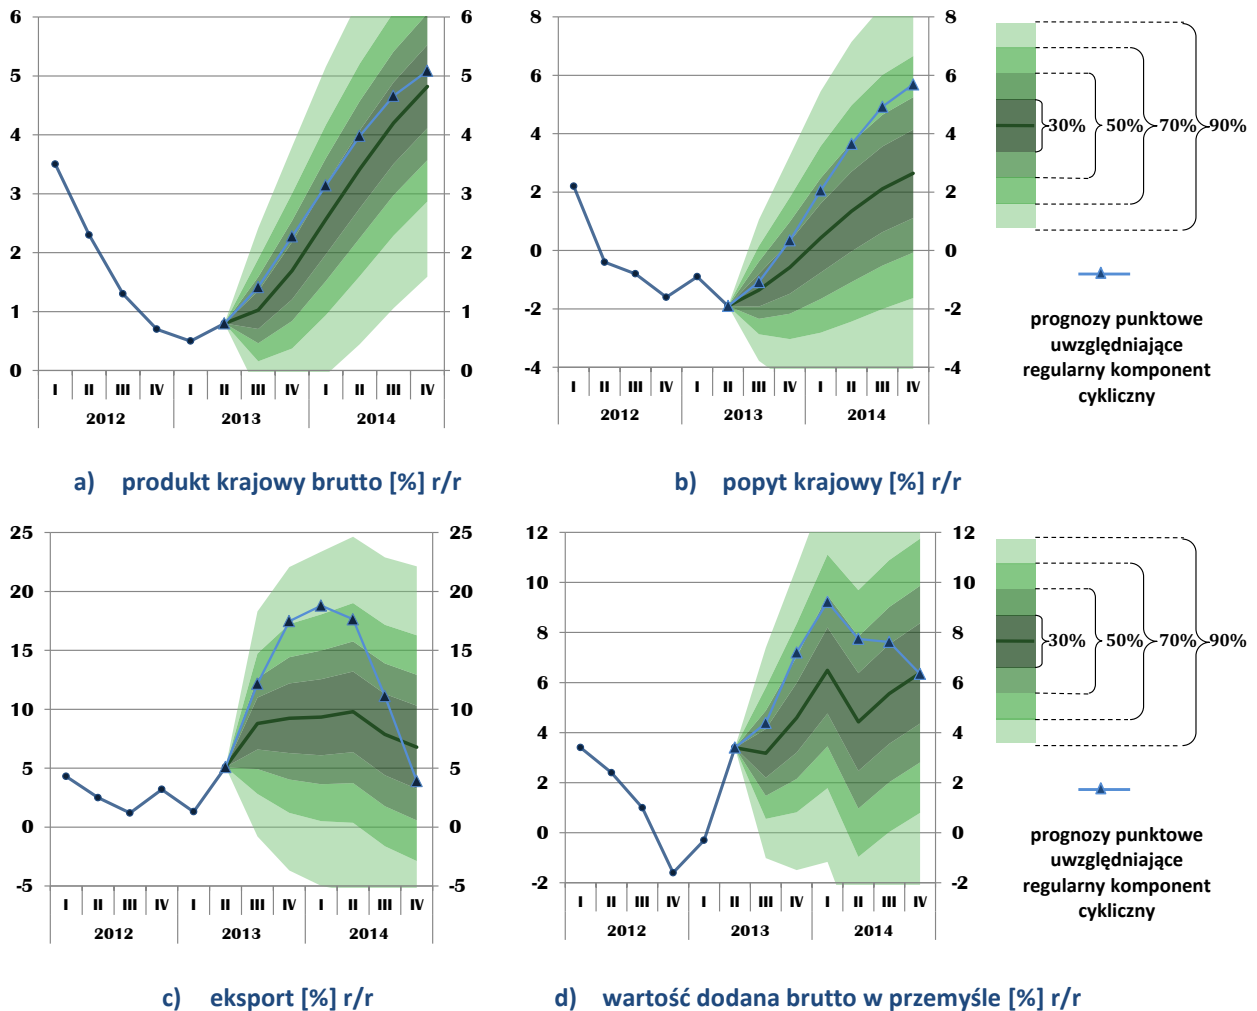 6 6
5 5
4 4
3 3
2 2
1 1
0 0
I II III IV I II III IV I II III IV
2012 2013 2014
a) produkt krajowy brutto [%] r/r
8 8
6 6
4 4
2 2
0 0
-2 -2
-4 -4
I II III IV I II III IV I II III IV
2012 2013 2014
b) popyt krajowy [%] r/r
30% 50% 70% 90%
prognozy punktowe
uwzględniające
regularny komponent
cykliczny
25 25
20 20
15 15
10 10
5 5
0 0
-5 -5
I II III IV I II III IV I II III IV
2012 2013 2014
c) eksport [%] r/r
12 12
10 10
8 8
6 6
4 4
2 2
0 0
-2 -2
I II III IV I II III IV I II III IV
2012 2013 2014
d) wartość dodana brutto w przemyśle [%] r/r
30% 50% 70% 90%
prognozy punktowe
uwzględniające
regularny komponent
cykliczny